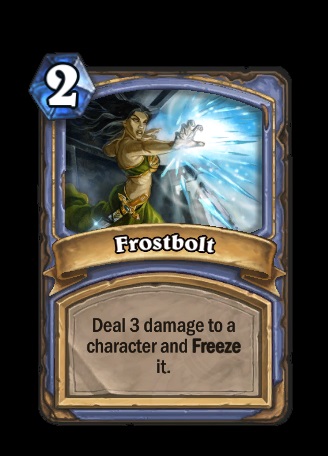 2
Frostbolt
Deal 3 damage to a
character and Freeze
it.